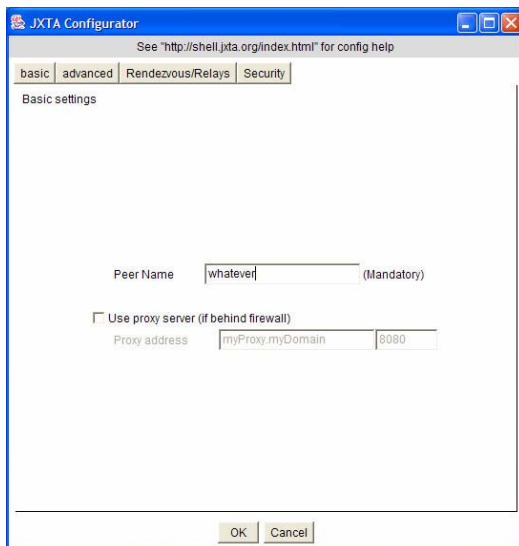 JXTA Configurator
See "http://shell.jxta.org/index.html" for config help
basic advanced Rendezvous/Relays Security
Basic settings
Peer Name whatever (Mandatory)
Use proxy server (if behind firewall)
Proxy address myProxy.myDomain 8080
OK Cancel